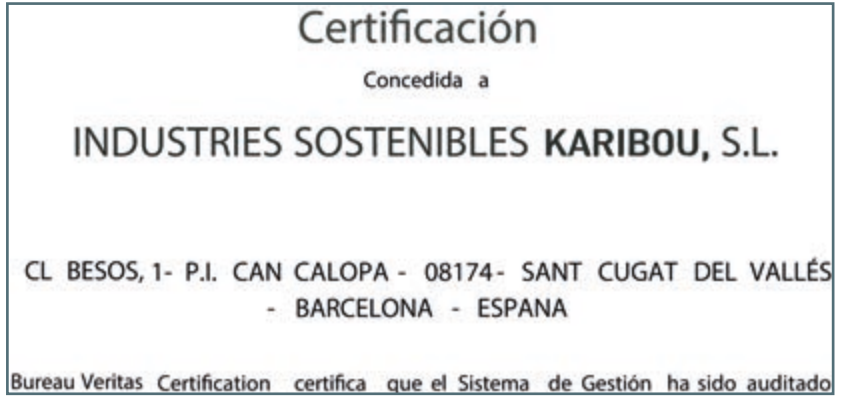 Certificación
Concedida a
INDUSTRIES SOSTENIBLES KARIBOU, S.L.
CL BESOS, 1- P.I. CAN CALOPA - 08174- SANT CUGAT DEL VALLÉS
- BARCELONA - ESPANA
Bureau Veritas Certification certifica que el Sistema de Gestión ha sido auditado